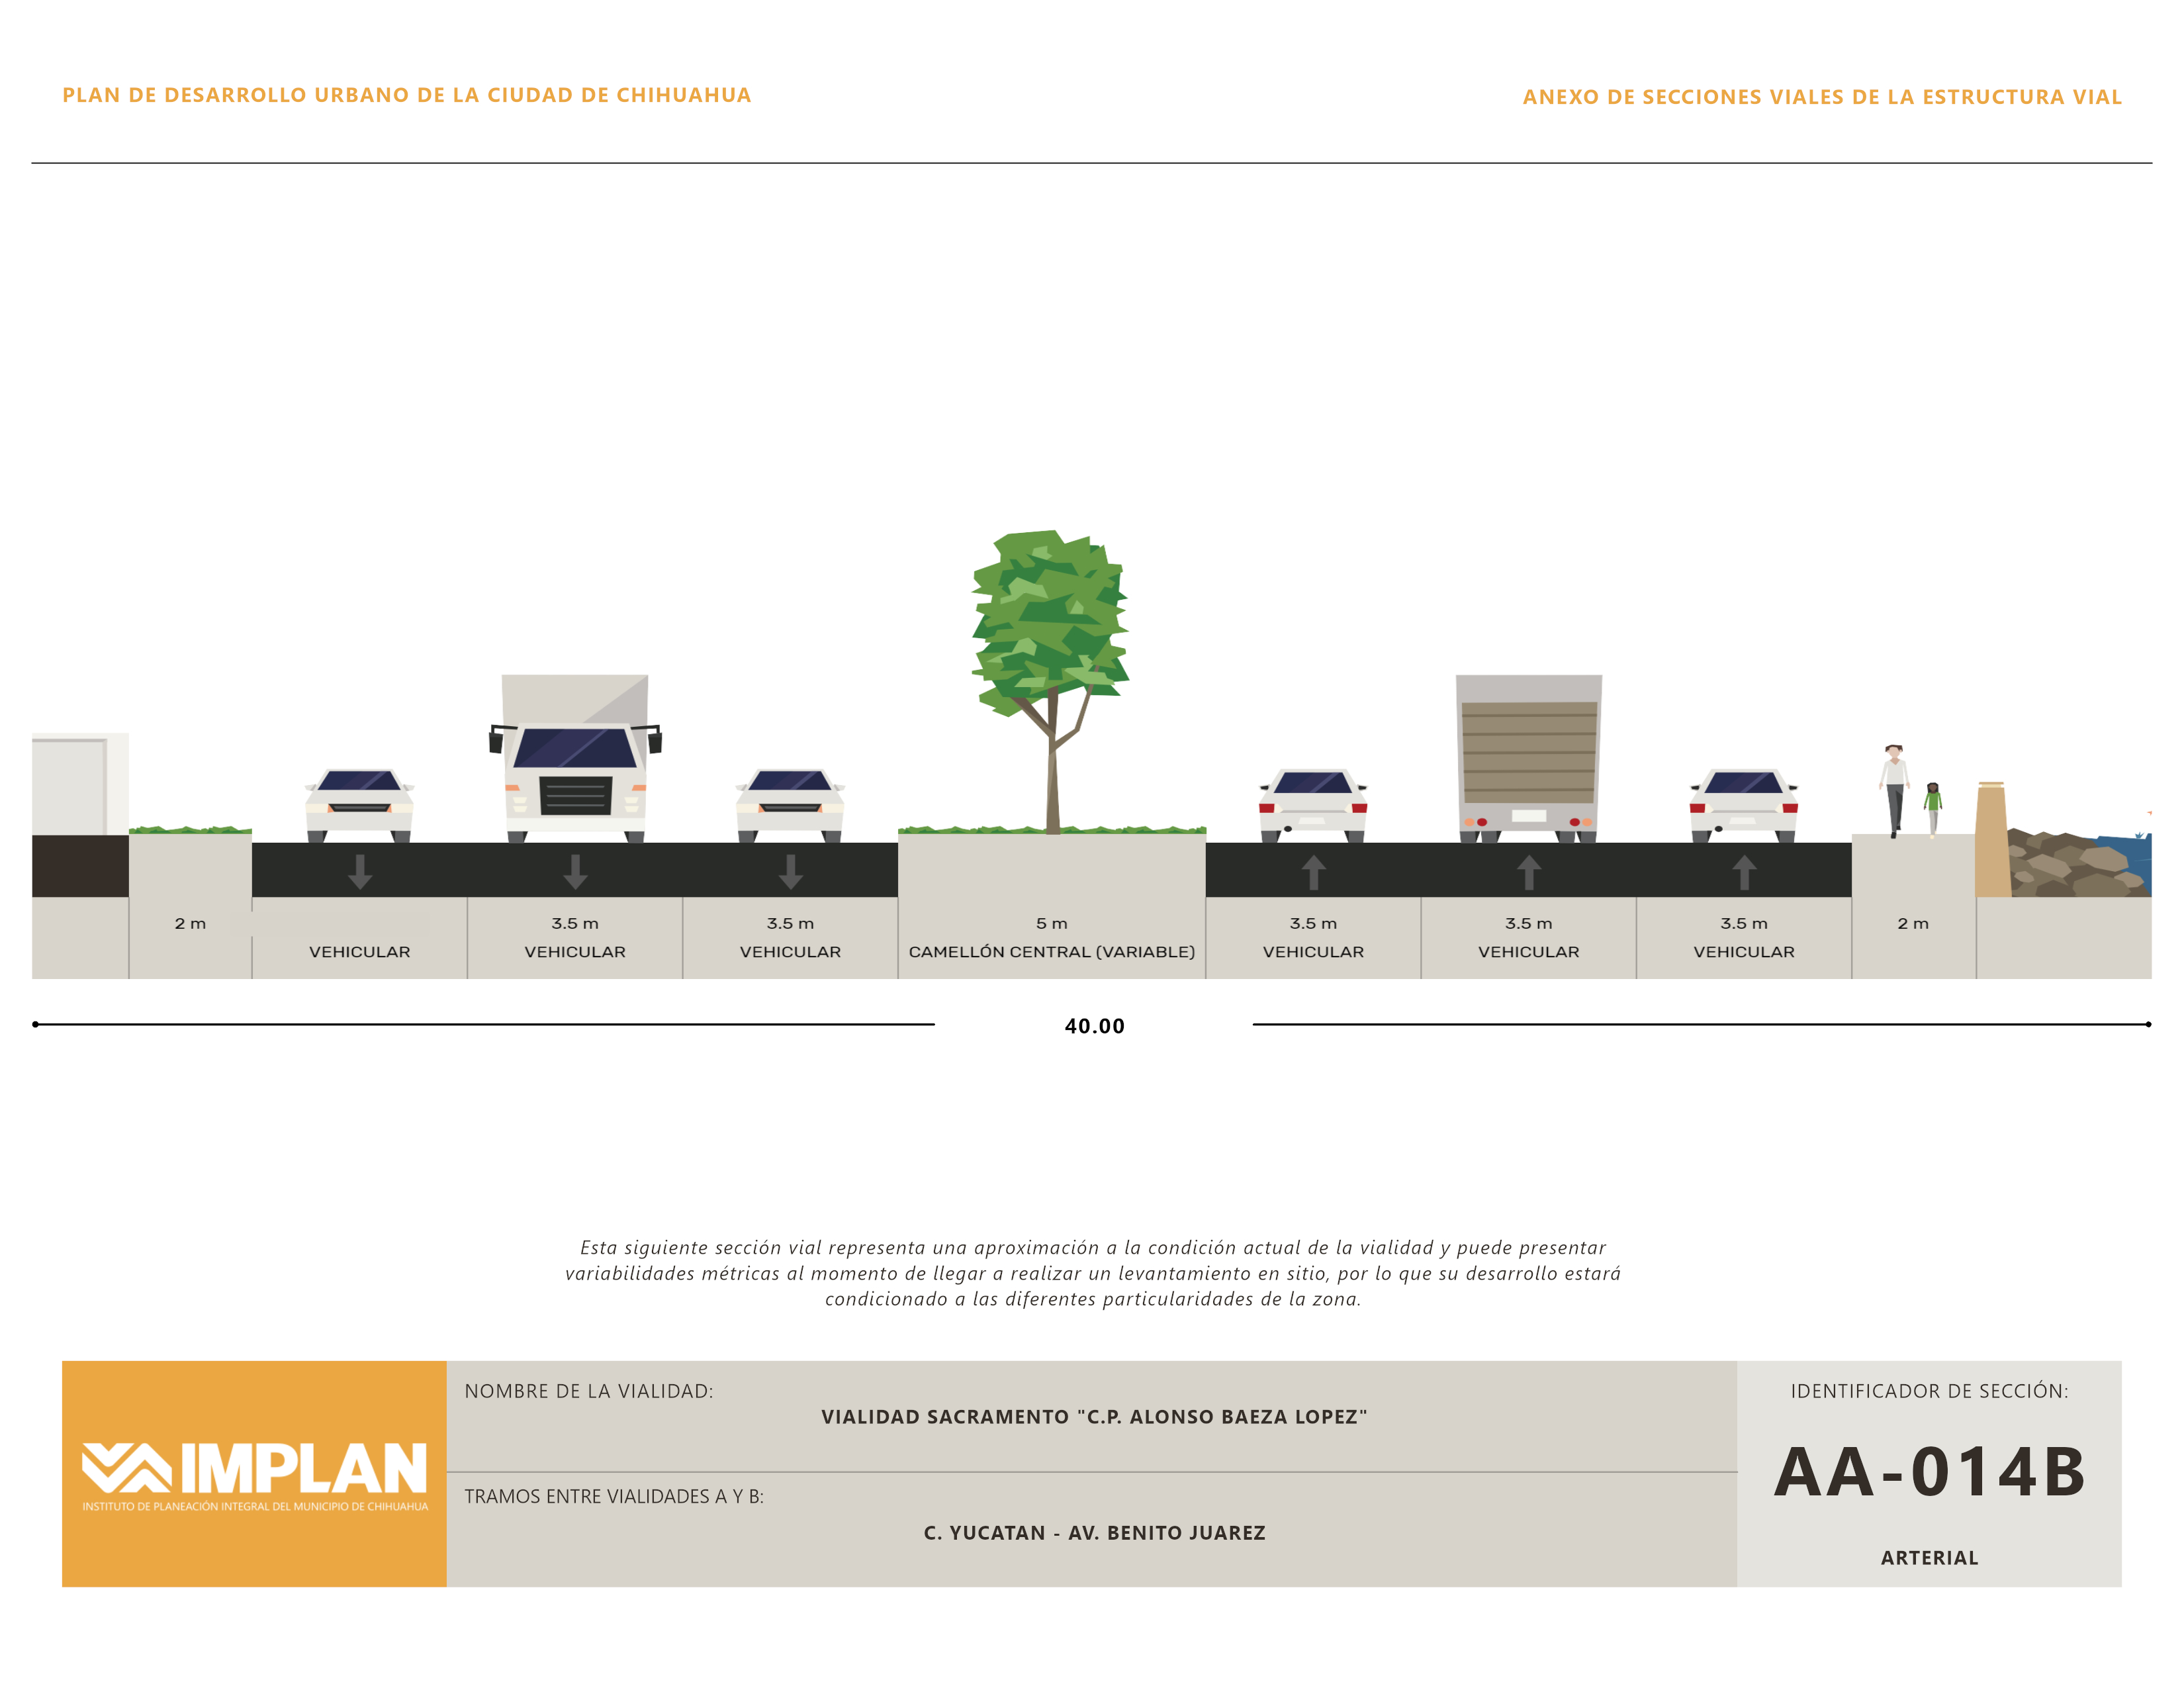 PLAN DE DESARROLLO URBANO DE LA CIUDAD DE CHIHUAHUA
ANEXO DE SECCIONES VIALES DE LA ESTRUCTURA VIAL
2 m
VEHICULAR
3.5 m
VEHICULAR
3.5 m
VEHICULAR
5 m
CAMELLÓN CENTRAL (VARIABLE)
3.5 m
VEHICULAR
3.5 m
VEHICULAR
3.5 m
VEHICULAR
2 m
40.00
Esta siguiente sección vial representa una aproximación a la condición actual de la vialidad y puede presentar
variabilidades métricas al momento de llegar a realizar un levantamiento en sitio, por lo que su desarrollo estará
condicionado a las diferentes particularidades de la zona.
IMPLAN
INSTITUTO DE PLANEACIÓN INTEGRAL DEL MUNICIPIO DE CHIHUAHUA
NOMBRE DE LA VIALIDAD:
VIALIDAD SACRAMENTO "C.P. ALONSO BAEZA LOPEZ"
TRAMOS ENTRE VIALIDADES A Y B:
C. YUCATAN - AV. BENITO JUAREZ
IDENTIFICADOR DE SECCIÓN:
AA-014B
ARTERIAL